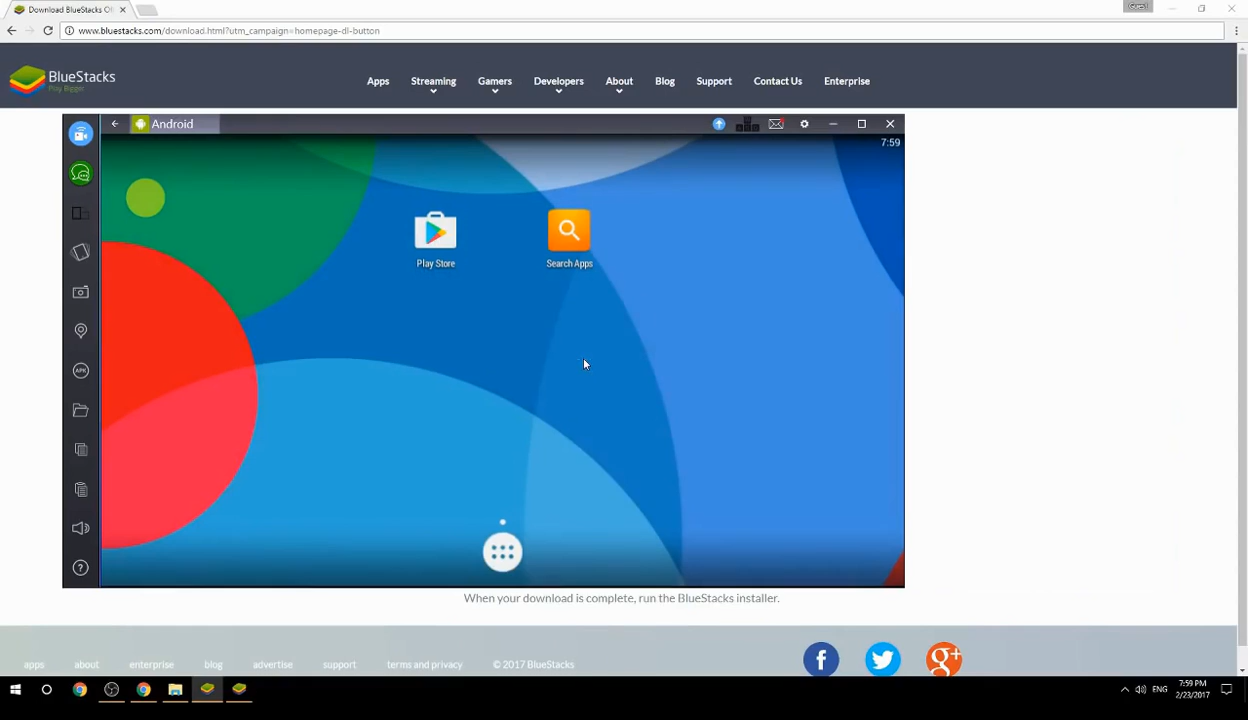 Download BlueStacks Of
Guest
www.bluestacks.com/download.html?utm_campaign=homepage-dl-button
BlueStacks
Play Bigger
Apps Streaming Gamers Developers About Blog Support Contact Us Enterprise
Android
7:59
Play Store Search Apps
APK
When your download is complete, run the BlueStacks installer.
apps about enterprise blog advertise support terms and privacy © 2017 BlueStacks
ENG
7:59 PM
2/23/2017